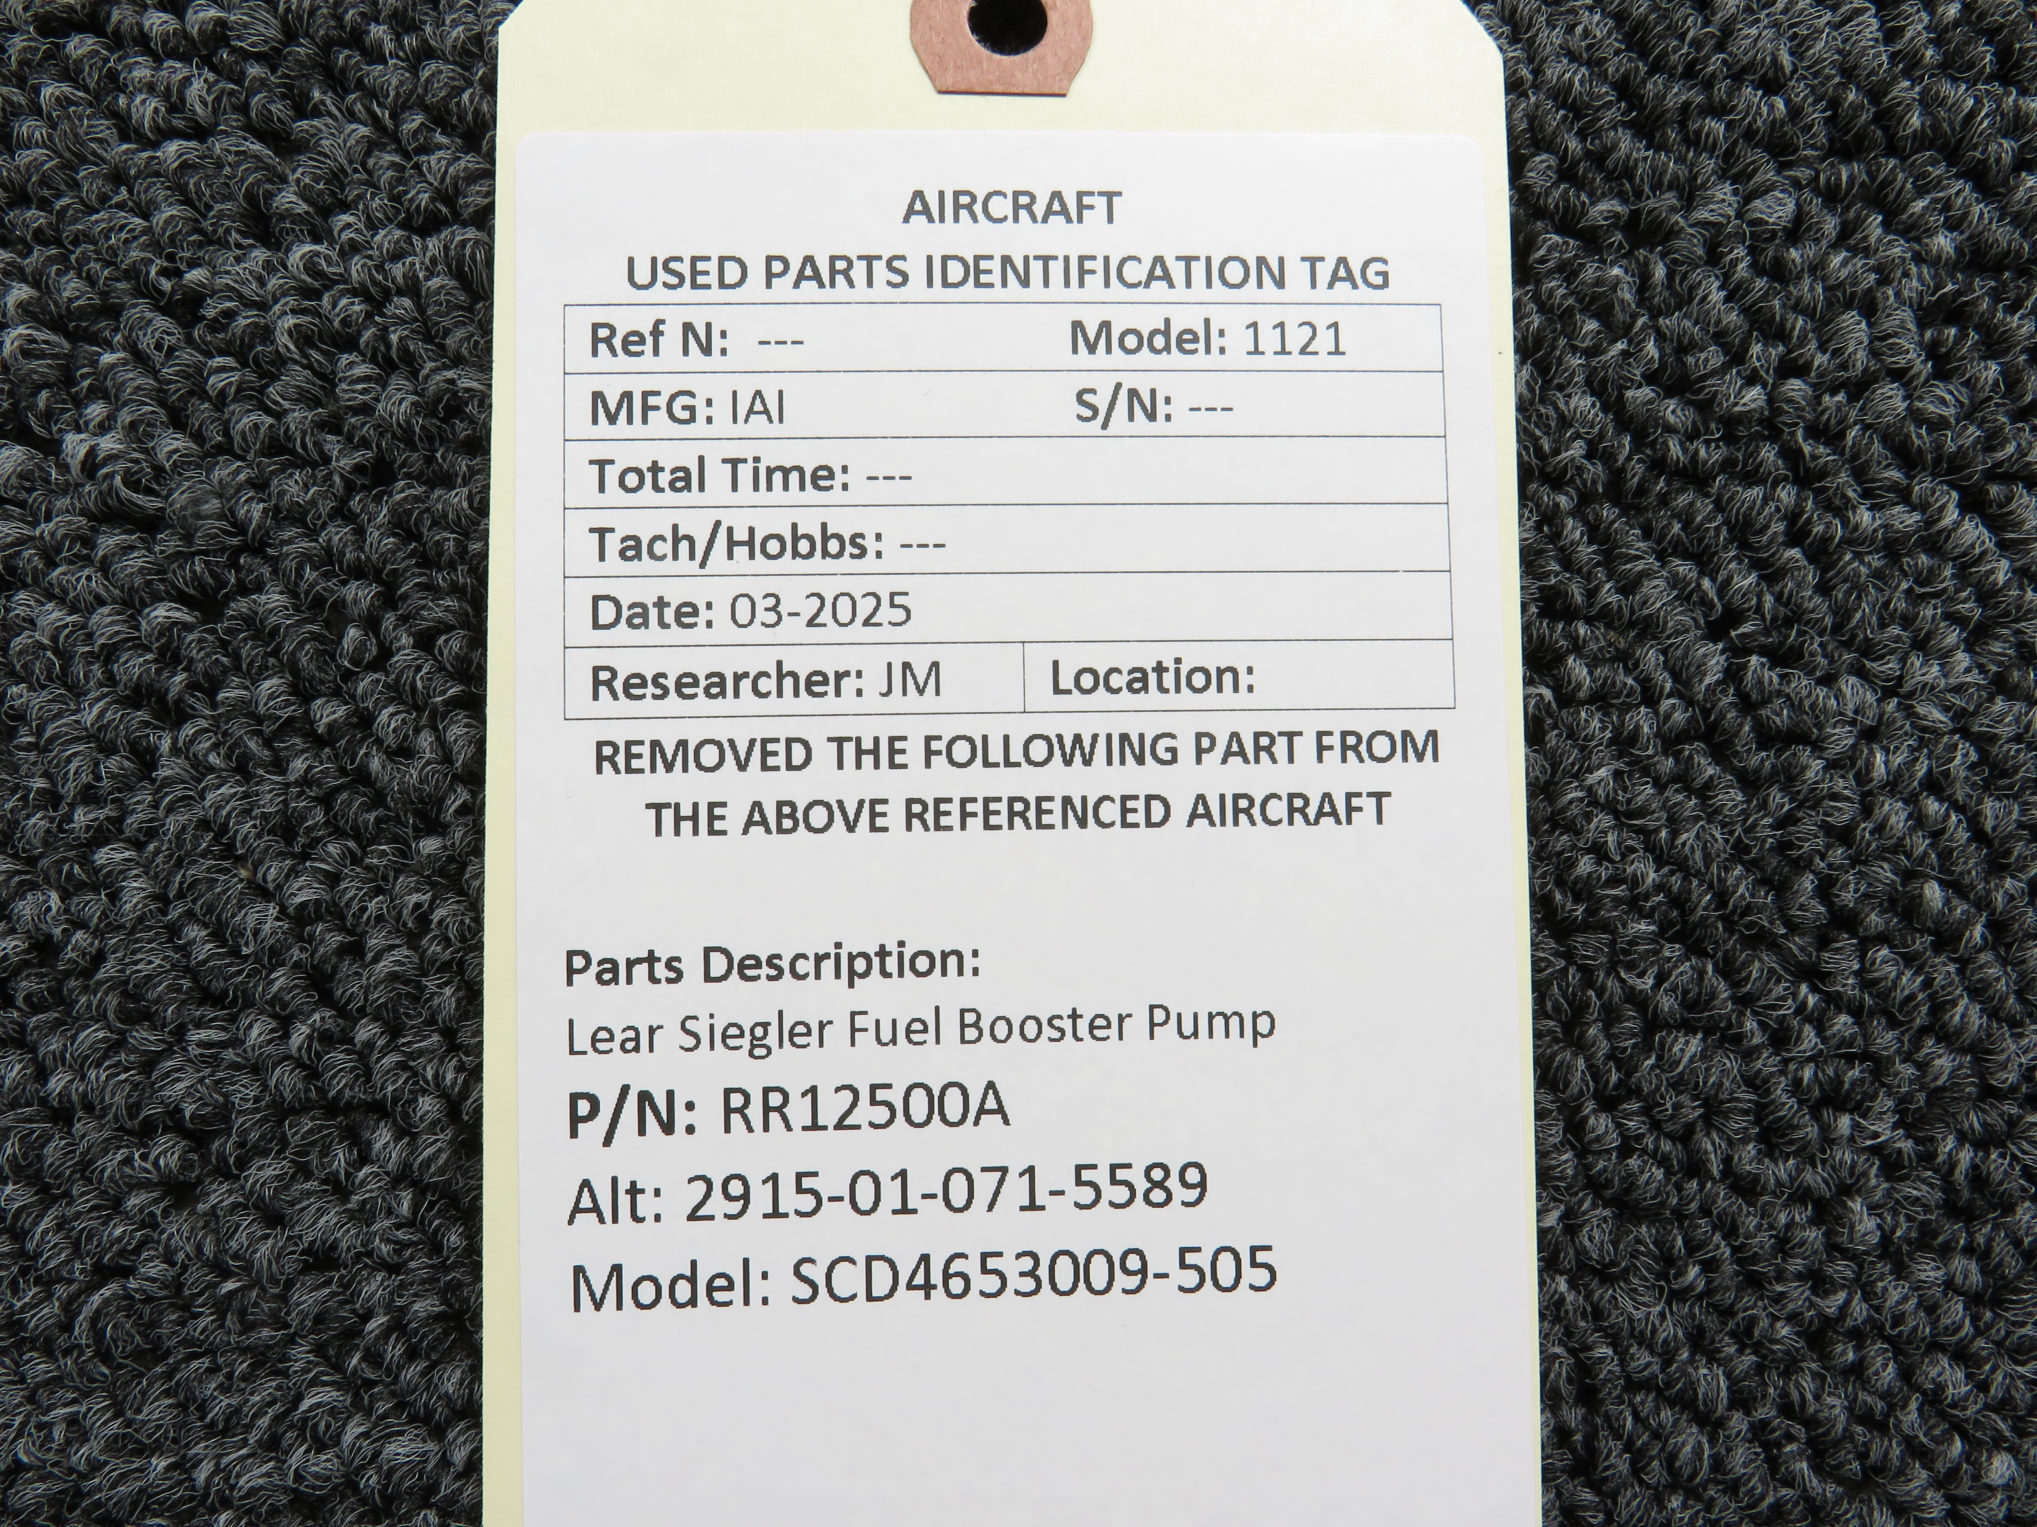 AIRCRAFT
USED PARTS IDENTIFICATION TAG
Ref N: --- Model: 1121
MFG: IAI S/N: ---
Total Time: ---
Tach/Hobbs: ---
Date: 03-2025
Researcher: JM Location:
REMOVED THE FOLLOWING PART FROM
THE ABOVE REFERENCED AIRCRAFT
Parts Description:
Lear Siegler Fuel Booster Pump
P/N: RR12500A
Alt: 2915-01-071-5589
Model: SCD4653009-505